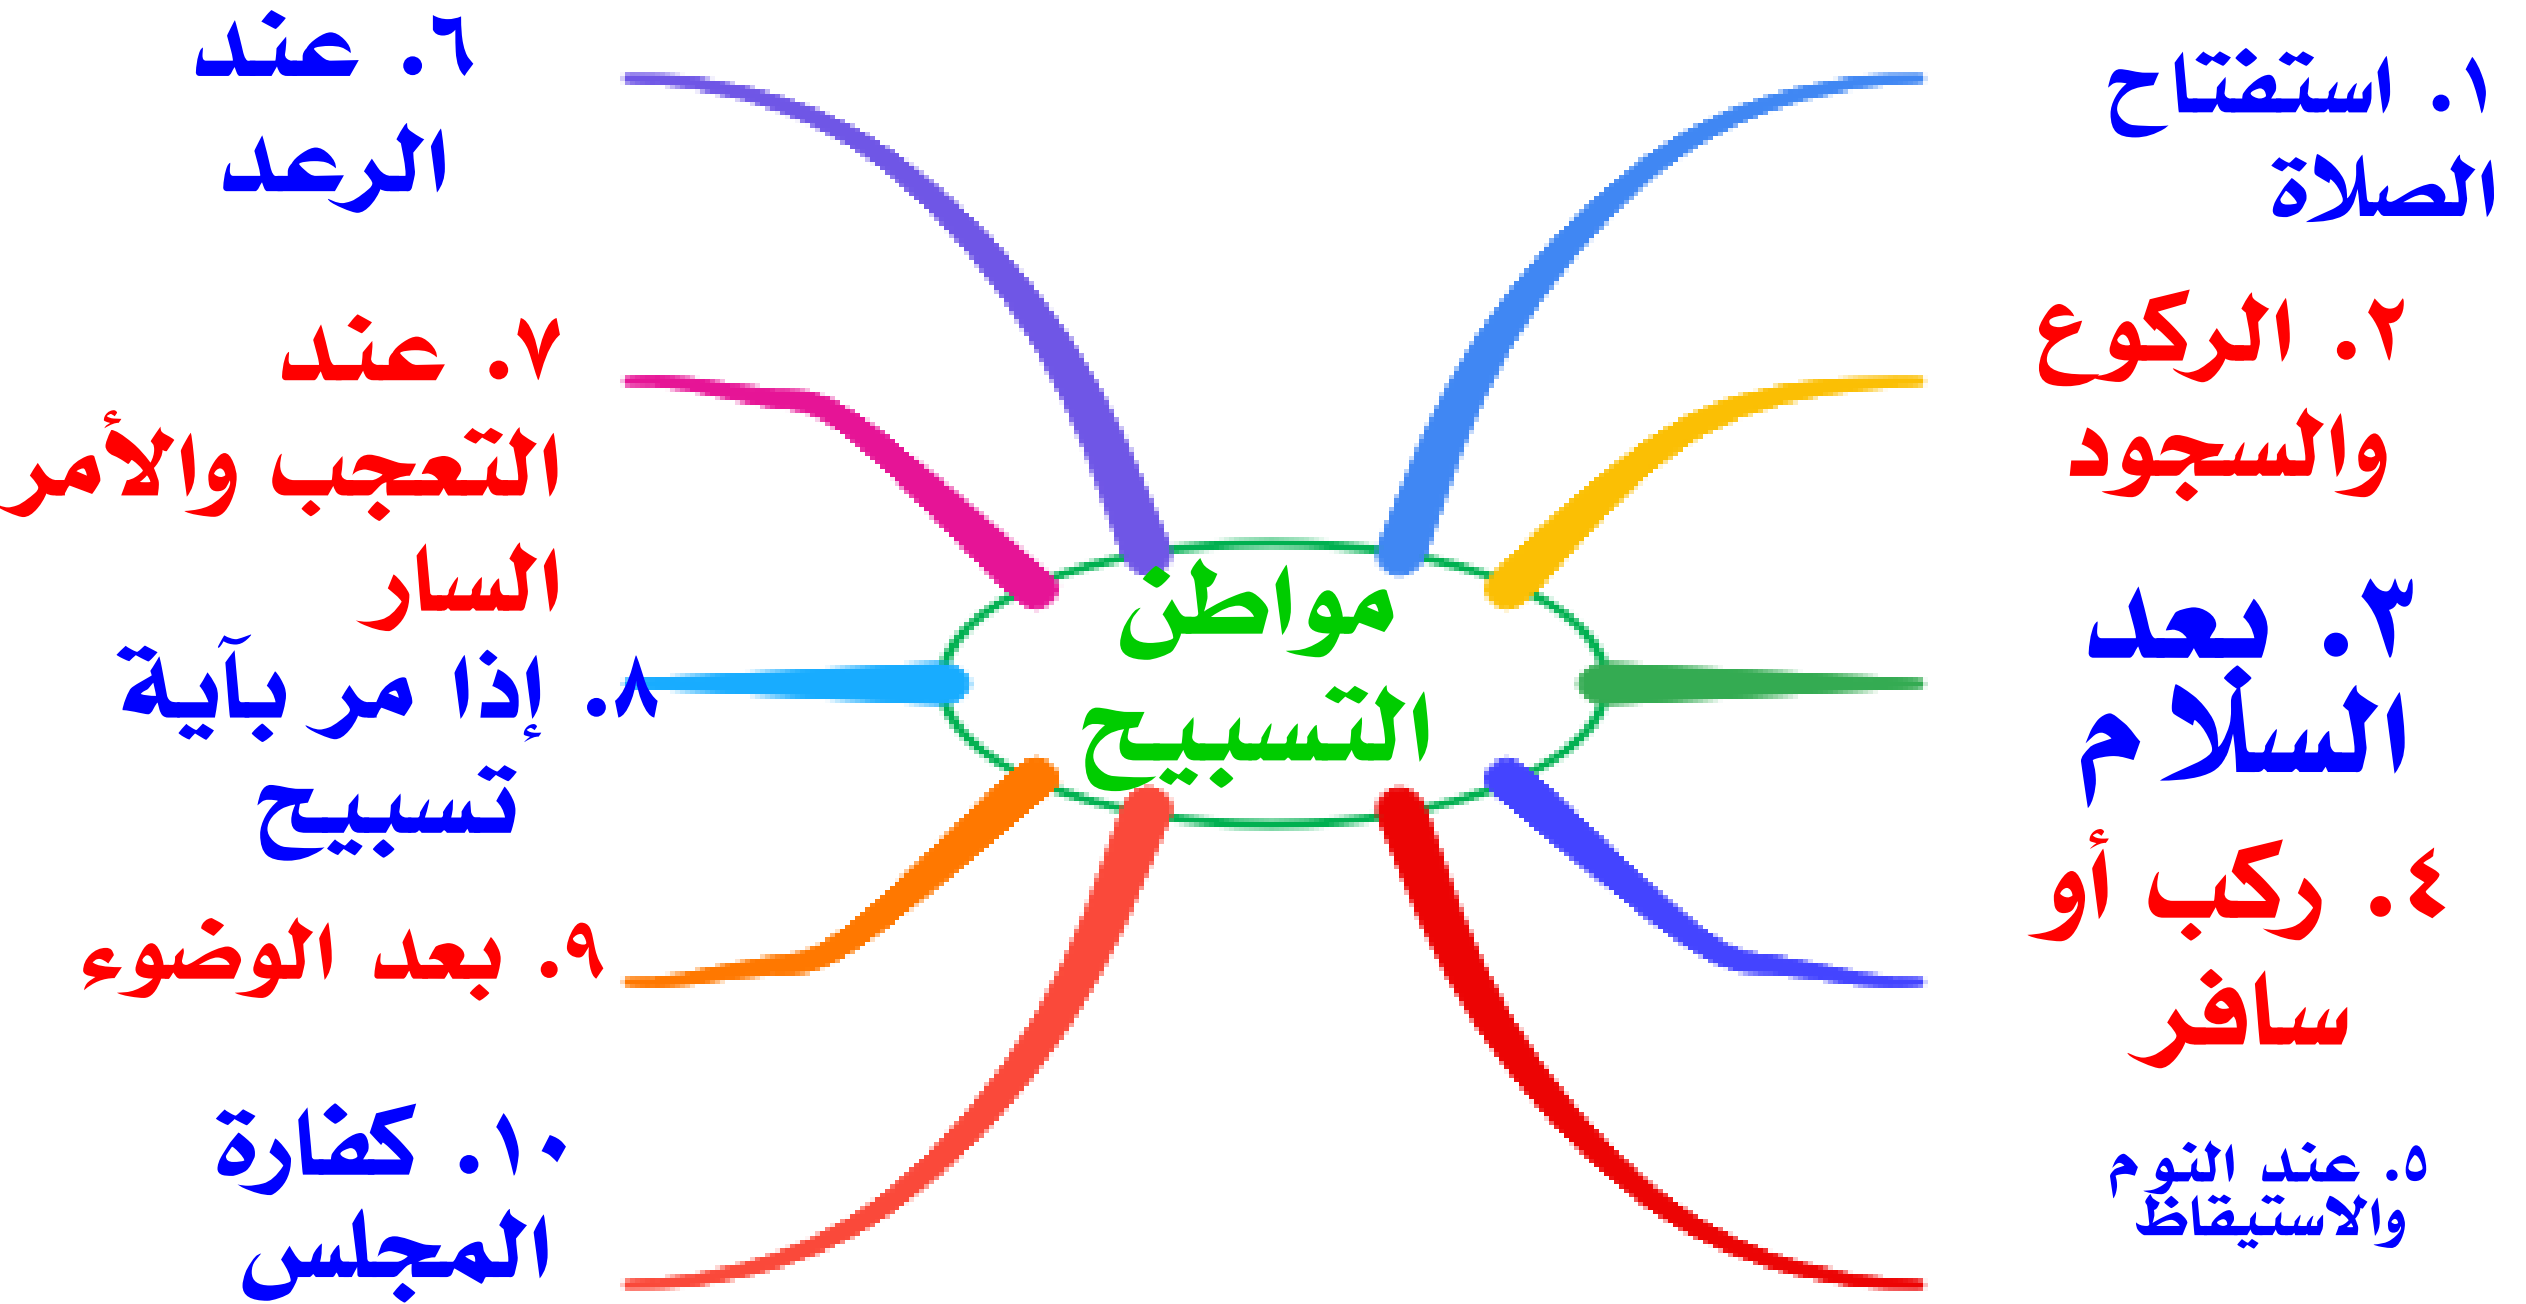 مواطن
التسبيح
١. استفتاح
الصلاة
٢. الركوع
والسجود
٣. بعد
السلام
٤. ركب أو
سافر
٥. عند النوم
والاستيقاظ
٦. عند
الرعد
٧. عند
التعجب والأمر
السار
٨. إذا مر بآية
تسبيح
٩. بعد الوضوء
١٠. كفارة
المجلس